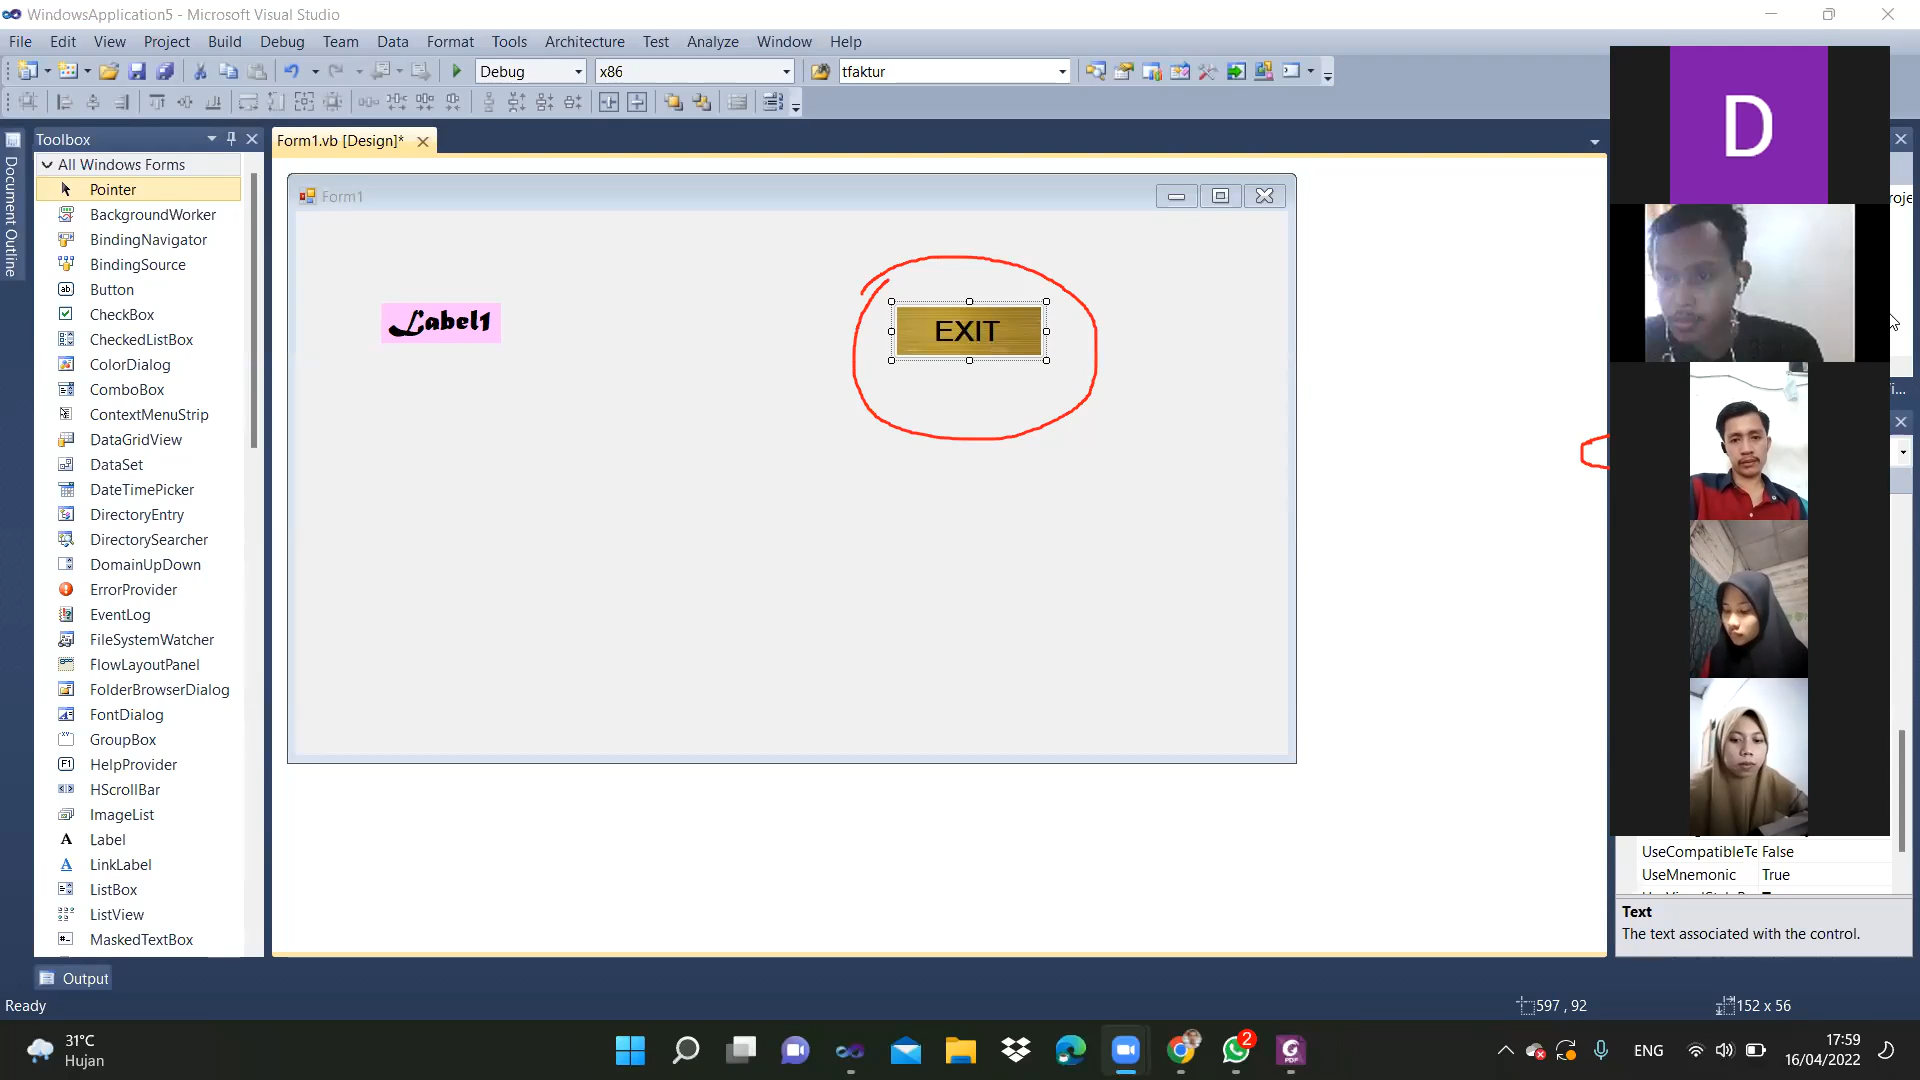 WindowsApplication5 - Microsoft Visual Studio
File Edit View Project Build Debug Team Data Format Tools Architecture Test Analyze Window Help
Debug x86 tfaktur
Document Outline
Toolbox
Form1.vb [Design]*
All Windows Forms
Pointer
BackgroundWorker
BindingNavigator
BindingSource
Button
CheckBox
CheckedListBox
ColorDialog
ComboBox
ContextMenuStrip
DataGridView
DataSet
DateTimePicker
DirectoryEntry
DirectorySearcher
DomainUpDown
ErrorProvider
EventLog
FileSystemWatcher
FlowLayoutPanel
FolderBrowserDialog
FontDialog
GroupBox
HelpProvider
HScrollBar
ImageList
Label
LinkLabel
ListBox
ListView
MaskedTextBox
Form1
Label1
EXIT
D
roje
UseCompatibleTe False
UseMnemonic True
Text
The text associated with the control.
Output
Ready
597 , 92
152 x 56
31°C
Hujan
2
ENG
17:59
16/04/2022